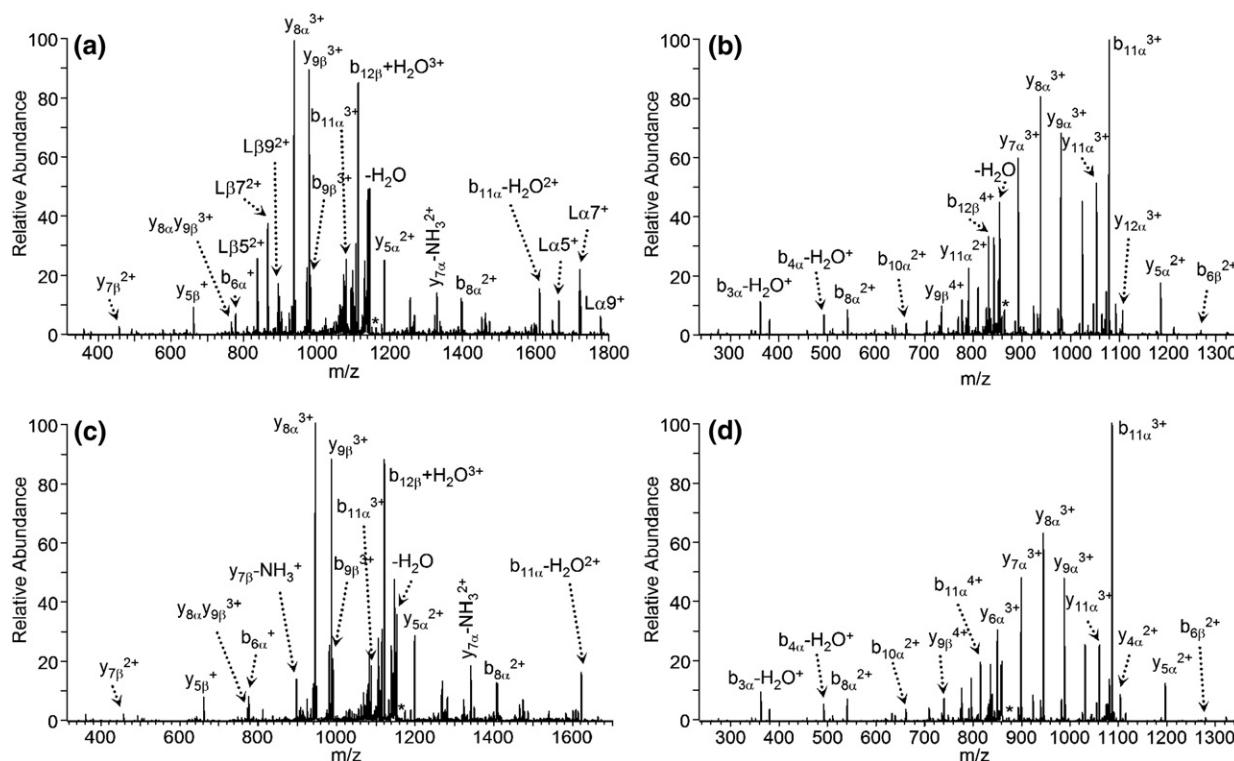 (a)
Relative Abundance
100
80
60
40
20
0
y₇β²⁺
y₅β⁺
y₈αy₉β³⁺
b₆α⁺
Lβ5²⁺
Lβ7²⁺
Lβ9²⁺
y₈α³⁺
y₉β³⁺
b₉β³⁺
b₁₁α³⁺
b₁₂β+H₂O³⁺
-H₂O
*
y₅α²⁺
y₇α-NH₃²⁺
b₈α²⁺
b₁₁α-H₂O²⁺
Lα5⁺
Lα7⁺
Lα9⁺
400 600 800 1000 1200 1400 1600 1800
m/z
(b)
Relative Abundance
100
80
60
40
20
0
b₃α-H₂O⁺
b₄α-H₂O⁺
b₈α²⁺
b₁₀α²⁺
y₉β⁴⁺
y₁₁α²⁺
b₁₂β⁴⁺
-H₂O
*
y₇α³⁺
y₈α³⁺
y₉α³⁺
y₁₁α³⁺
b₁₁α³⁺
y₁₂α³⁺
y₅α²⁺
b₆β²⁺
300 400 500 600 700 800 900 1000 1100 1200 1300
m/z
(c)
Relative Abundance
100
80
60
40
20
0
y₇β²⁺
y₅β⁺
y₈αy₉β³⁺
b₆α⁺
y₇β-NH₃⁺
y₈α³⁺
y₉β³⁺
b₉β³⁺
b₁₁α³⁺
b₁₂β+H₂O³⁺
-H₂O
*
y₅α²⁺
y₇α-NH₃²⁺
b₈α²⁺
b₁₁α-H₂O²⁺
400 600 800 1000 1200 1400 1600
m/z
(d)
Relative Abundance
100
80
60
40
20
0
b₃α-H₂O⁺
b₄α-H₂O⁺
b₈α²⁺
b₁₀α²⁺
y₉β⁴⁺
b₁₁α⁴⁺
y₆α³⁺
*
y₇α³⁺
y₈α³⁺
y₉α³⁺
y₁₁α³⁺
b₁₁α³⁺
y₄α²⁺
y₅α²⁺
b₆β²⁺
300 400 500 600 700 800 900 1000 1100 1200 1300
m/z